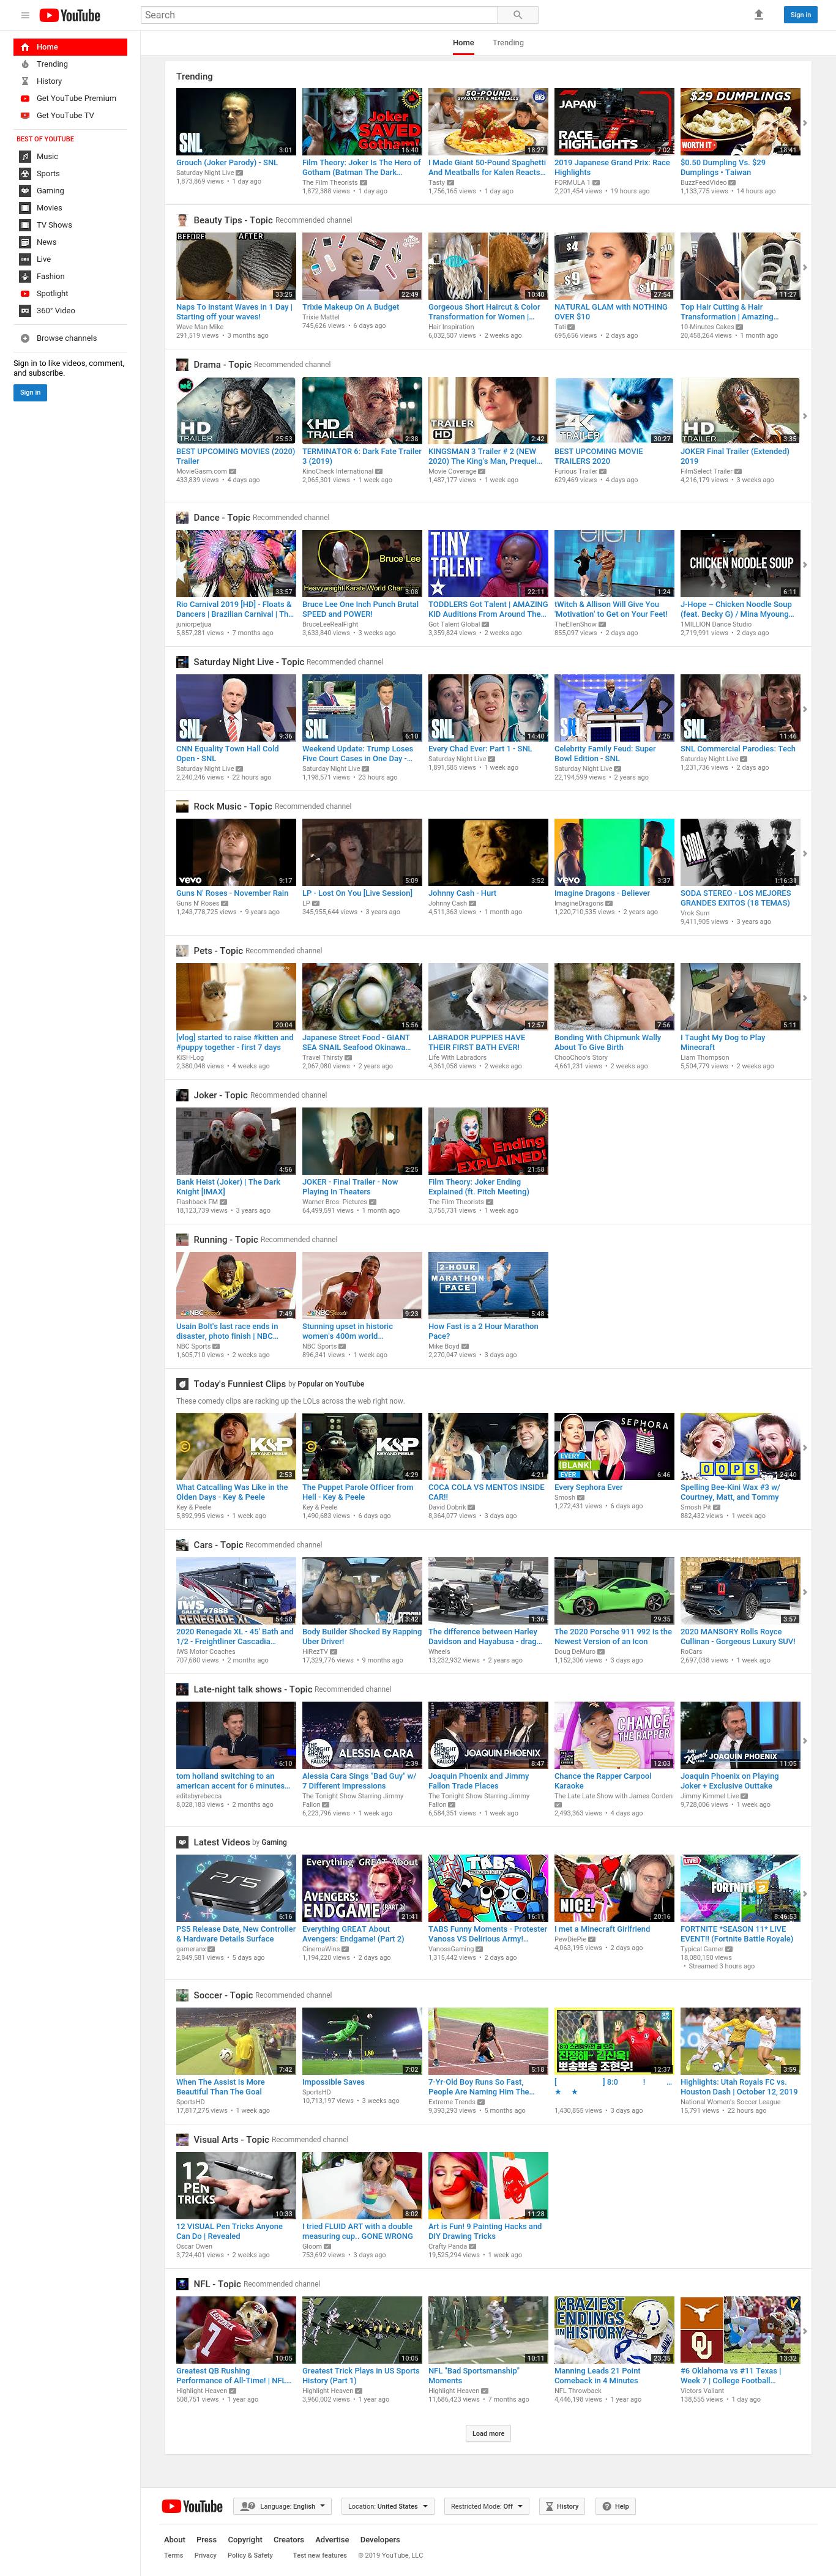 YouTube
Search
Sign in
Home
Trending
History
Get YouTube Premium
Get YouTube TV
BEST OF YOUTUBE
Music
Sports
Gaming
Movies
TV Shows
News
Live
Fashion
Spotlight
360° Video
Browse channels
Sign in to like videos, comment,
and subscribe.
Sign in
Home Trending
Trending
Grouch (Joker Parody) - SNL
Saturday Night Live
1,873,869 views • 1 day ago
Film Theory: Joker Is The Hero of
Gotham (Batman The Dark...
The Film Theorists
1,872,388 views • 1 day ago
I Made Giant 50-Pound Spaghetti
And Meatballs for Kalen Reacts...
Tasty
1,756,165 views • 1 day ago
2019 Japanese Grand Prix: Race
Highlights
FORMULA 1
2,201,454 views • 19 hours ago
$0.50 Dumpling Vs. $29
Dumplings • Taiwan
BuzzFeedVideo
1,133,775 views • 14 hours ago
Beauty Tips - Topic Recommended channel
Naps To Instant Waves in 1 Day |
Starting off your waves!
Wave Man Mike
291,519 views • 3 months ago
Trixie Makeup On A Budget
Trixie Mattel
745,626 views • 6 days ago
Gorgeous Short Haircut & Color
Transformation for Women |...
Hair Inspiration
6,032,507 views • 2 weeks ago
NATURAL GLAM with NOTHING
OVER $10
Tati
695,656 views • 2 days ago
Top Hair Cutting & Hair
Transformation | Amazing...
10-Minutes Cakes
20,458,264 views • 1 month ago
Drama - Topic Recommended channel
BEST UPCOMING MOVIES (2020)
Trailer
MovieGasm.com
433,839 views • 4 days ago
TERMINATOR 6: Dark Fate Trailer
3 (2019)
KinoCheck International
2,065,301 views • 1 week ago
KINGSMAN 3 Trailer # 2 (NEW
2020) The King's Man, Prequel...
Movie Coverage
1,487,177 views • 1 week ago
BEST UPCOMING MOVIE
TRAILERS 2020
Furious Trailer
629,469 views • 4 days ago
JOKER Final Trailer (Extended)
2019
FilmSelect Trailer
4,216,179 views • 3 weeks ago
Dance - Topic Recommended channel
Rio Carnival 2019 [HD] - Floats &
Dancers | Brazilian Carnival | Th...
juniorpetjua
5,857,281 views • 7 months ago
Bruce Lee One Inch Punch Brutal
SPEED and POWER!
BruceLeeRealFight
3,633,840 views • 3 weeks ago
TODDLERS Got Talent | AMAZING
KID Auditions From Around The...
Got Talent Global
3,359,824 views • 2 weeks ago
tWitch & Allison Will Give You
'Motivation' to Get on Your Feet!
TheEllenShow
855,097 views • 2 days ago
J-Hope – Chicken Noodle Soup
(feat. Becky G) / Mina Myoung...
1MILLION Dance Studio
2,719,991 views • 2 days ago
Saturday Night Live - Topic Recommended channel
CNN Equality Town Hall Cold
Open - SNL
Saturday Night Live
2,240,246 views • 22 hours ago
Weekend Update: Trump Loses
Five Court Cases in One Day -...
Saturday Night Live
1,198,571 views • 23 hours ago
Every Chad Ever: Part 1 - SNL
Saturday Night Live
1,891,585 views • 1 week ago
Celebrity Family Feud: Super
Bowl Edition - SNL
Saturday Night Live
22,194,599 views • 2 years ago
SNL Commercial Parodies: Tech
Saturday Night Live
1,231,736 views • 2 days ago
Rock Music - Topic Recommended channel
Guns N' Roses - November Rain
Guns N' Roses
1,243,778,725 views • 9 years ago
LP - Lost On You [Live Session]
LP
345,955,644 views • 3 years ago
Johnny Cash - Hurt
Johnny Cash
4,511,363 views • 1 month ago
Imagine Dragons - Believer
ImagineDragons
1,220,710,535 views • 2 years ago
SODA STEREO - LOS MEJORES
GRANDES EXITOS (18 TEMAS)
Vrok Sum
9,411,905 views • 3 years ago
Pets - Topic Recommended channel
[vlog] started to raise #kitten and
#puppy together - first 7 days
KiSH-Log
2,380,048 views • 4 weeks ago
Japanese Street Food - GIANT
SEA SNAIL Seafood Okinawa...
Travel Thirsty
2,067,080 views • 2 years ago
LABRADOR PUPPIES HAVE
THEIR FIRST BATH EVER!
Life With Labradors
4,361,058 views • 2 weeks ago
Bonding With Chipmunk Wally
About To Give Birth
ChooChoo's Story
4,661,231 views • 2 weeks ago
I Taught My Dog to Play
Minecraft
Liam Thompson
5,504,779 views • 2 weeks ago
Joker - Topic Recommended channel
Bank Heist (Joker) | The Dark
Knight [IMAX]
Flashback FM
18,123,739 views • 3 years ago
JOKER - Final Trailer - Now
Playing In Theaters
Warner Bros. Pictures
64,499,591 views • 1 month ago
Film Theory: Joker Ending
Explained (ft. Pitch Meeting)
The Film Theorists
3,755,731 views • 1 week ago
Running - Topic Recommended channel
Usain Bolt's last race ends in
disaster, photo finish | NBC...
NBC Sports
1,605,710 views • 2 weeks ago
Stunning upset in historic
women's 400m world...
NBC Sports
896,341 views • 1 week ago
How Fast is a 2 Hour Marathon
Pace?
Mike Boyd
2,270,047 views • 3 days ago
Today's Funniest Clips by Popular on YouTube
These comedy clips are racking up the LOLs across the web right now.
What Catcalling Was Like in the
Olden Days - Key & Peele
Key & Peele
5,892,995 views • 1 week ago
The Puppet Parole Officer from
Hell - Key & Peele
Key & Peele
1,490,683 views • 6 days ago
COCA COLA VS MENTOS INSIDE
CAR!!
David Dobrik
8,364,077 views • 3 days ago
Every Sephora Ever
Smosh
1,272,431 views • 6 days ago
Spelling Bee-Kini Wax #3 w/
Courtney, Matt, and Tommy
Smosh Pit
882,432 views • 1 week ago
Cars - Topic Recommended channel
2020 Renegade XL - 45' Bath and
1/2 - Freightliner Cascadia...
IWS Motor Coaches
707,680 views • 2 months ago
Body Builder Shocked By Rapping
Uber Driver!
HiRezTV
17,329,776 views • 9 months ago
The difference between Harley
Davidson and Hayabusa - drag...
Wheels
13,232,932 views • 2 years ago
The 2020 Porsche 911 992 Is the
Newest Version of an Icon
Doug DeMuro
1,152,306 views • 3 days ago
2020 MANSORY Rolls Royce
Cullinan - Gorgeous Luxury SUV!
RoCars
2,697,038 views • 1 week ago
Late-night talk shows - Topic Recommended channel
tom holland switching to an
american accent for 6 minutes...
editsbyrebecca
8,028,183 views • 2 months ago
Alessia Cara Sings "Bad Guy" w/
7 Different Impressions
The Tonight Show Starring Jimmy
Fallon
6,223,796 views • 1 week ago
Joaquin Phoenix and Jimmy
Fallon Trade Places
The Tonight Show Starring Jimmy
Fallon
6,584,351 views • 1 week ago
Chance the Rapper Carpool
Karaoke
The Late Late Show with James Corden
2,493,363 views • 4 days ago
Joaquin Phoenix on Playing
Joker + Exclusive Outtake
Jimmy Kimmel Live
9,728,006 views • 1 week ago
Latest Videos by Gaming
PS5 Release Date, New Controller
& Hardware Details Surface
gameranx
2,849,581 views • 5 days ago
Everything GREAT About
Avengers: Endgame! (Part 2)
CinemaWins
1,194,220 views • 2 days ago
TABS Funny Moments - Protester
Vanoss VS Delirious Army!...
VanossGaming
1,315,442 views • 2 days ago
I met a Minecraft Girlfriend
PewDiePie
4,063,195 views • 2 days ago
FORTNITE *SEASON 11* LIVE
EVENT!! (Fortnite Battle Royale)
Typical Gamer
18,080,150 views
• Streamed 3 hours ago
Soccer - Topic Recommended channel
When The Assist Is More
Beautiful Than The Goal
SportsHD
17,817,275 views • 1 week ago
Impossible Saves
SportsHD
10,713,197 views • 3 weeks ago
7-Yr-Old Boy Runs So Fast,
People Are Naming Him The...
Extreme Trends
9,393,293 views • 5 months ago
[ ] 8:0 ! ...
★ ★
1,430,855 views • 3 days ago
Highlights: Utah Royals FC vs.
Houston Dash | October 12, 2019
National Women's Soccer League
15,791 views • 22 hours ago
Visual Arts - Topic Recommended channel
12 VISUAL Pen Tricks Anyone
Can Do | Revealed
Oscar Owen
3,724,401 views • 2 weeks ago
I tried FLUID ART with a double
measuring cup.. GONE WRONG
Gloom
753,692 views • 3 days ago
Art is Fun! 9 Painting Hacks and
DIY Drawing Tricks
Crafty Panda
19,525,294 views • 1 week ago
NFL - Topic Recommended channel
Greatest QB Rushing
Performance of All-Time! | NFL...
Highlight Heaven
508,751 views • 1 year ago
Greatest Trick Plays in US Sports
History (Part 1)
Highlight Heaven
3,960,002 views • 1 year ago
NFL "Bad Sportsmanship"
Moments
Highlight Heaven
11,686,423 views • 7 months ago
Manning Leads 21 Point
Comeback in 4 Minutes
NFL Throwback
4,446,198 views • 1 year ago
#6 Oklahoma vs #11 Texas |
Week 7 | College Football...
Victors Valiant
138,555 views • 1 day ago
Load more
YouTube
Language: English
Location: United States
Restricted Mode: Off
History
Help
About Press Copyright Creators Advertise Developers
Terms Privacy Policy & Safety Test new features © 2019 YouTube, LLC